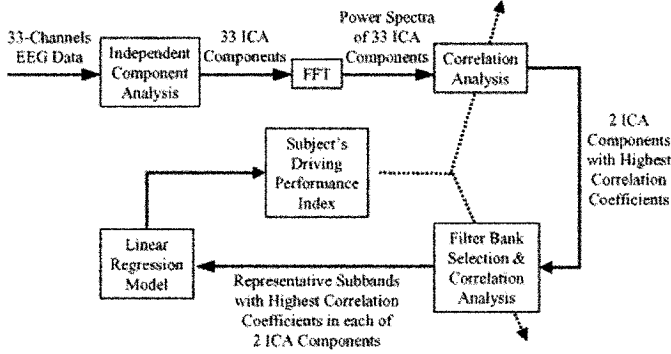 33-Channels
EEG Data
Independent
Component
Analysis
33 ICA
Components
FFT
Power Spectra
of 33 ICA
Components
Correlation
Analysis
2 ICA
Components
with Highest
Correlation
Coefficients
Subject's
Driving
Performance
Index
Filter Bank
Selection &
Correlation
Analysis
Representative Subbands
with Highest Correlation
Coefficients in each of
2 ICA Components
Linear
Regression
Model